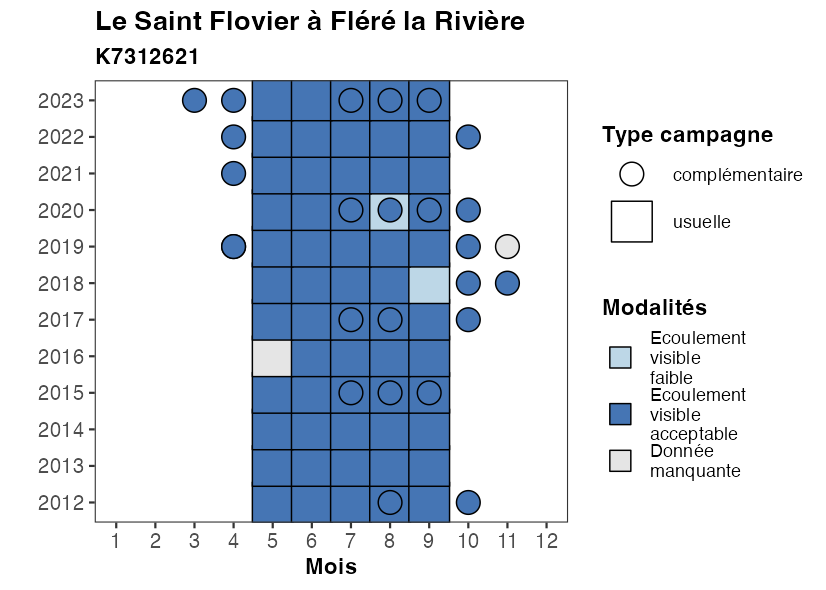 Le Saint Flovier à Fléré la Rivière
K7312621
2023
2022
2021
2020
2019
2018
2017
2016
2015
2014
2013
2012
1 2 3 4 5 6 7 8 9 10 11 12
Mois
Type campagne
complémentaire
usuelle
Modalités
Ecoulement
visible
faible
Ecoulement
visible
acceptable
Donnée
manquante